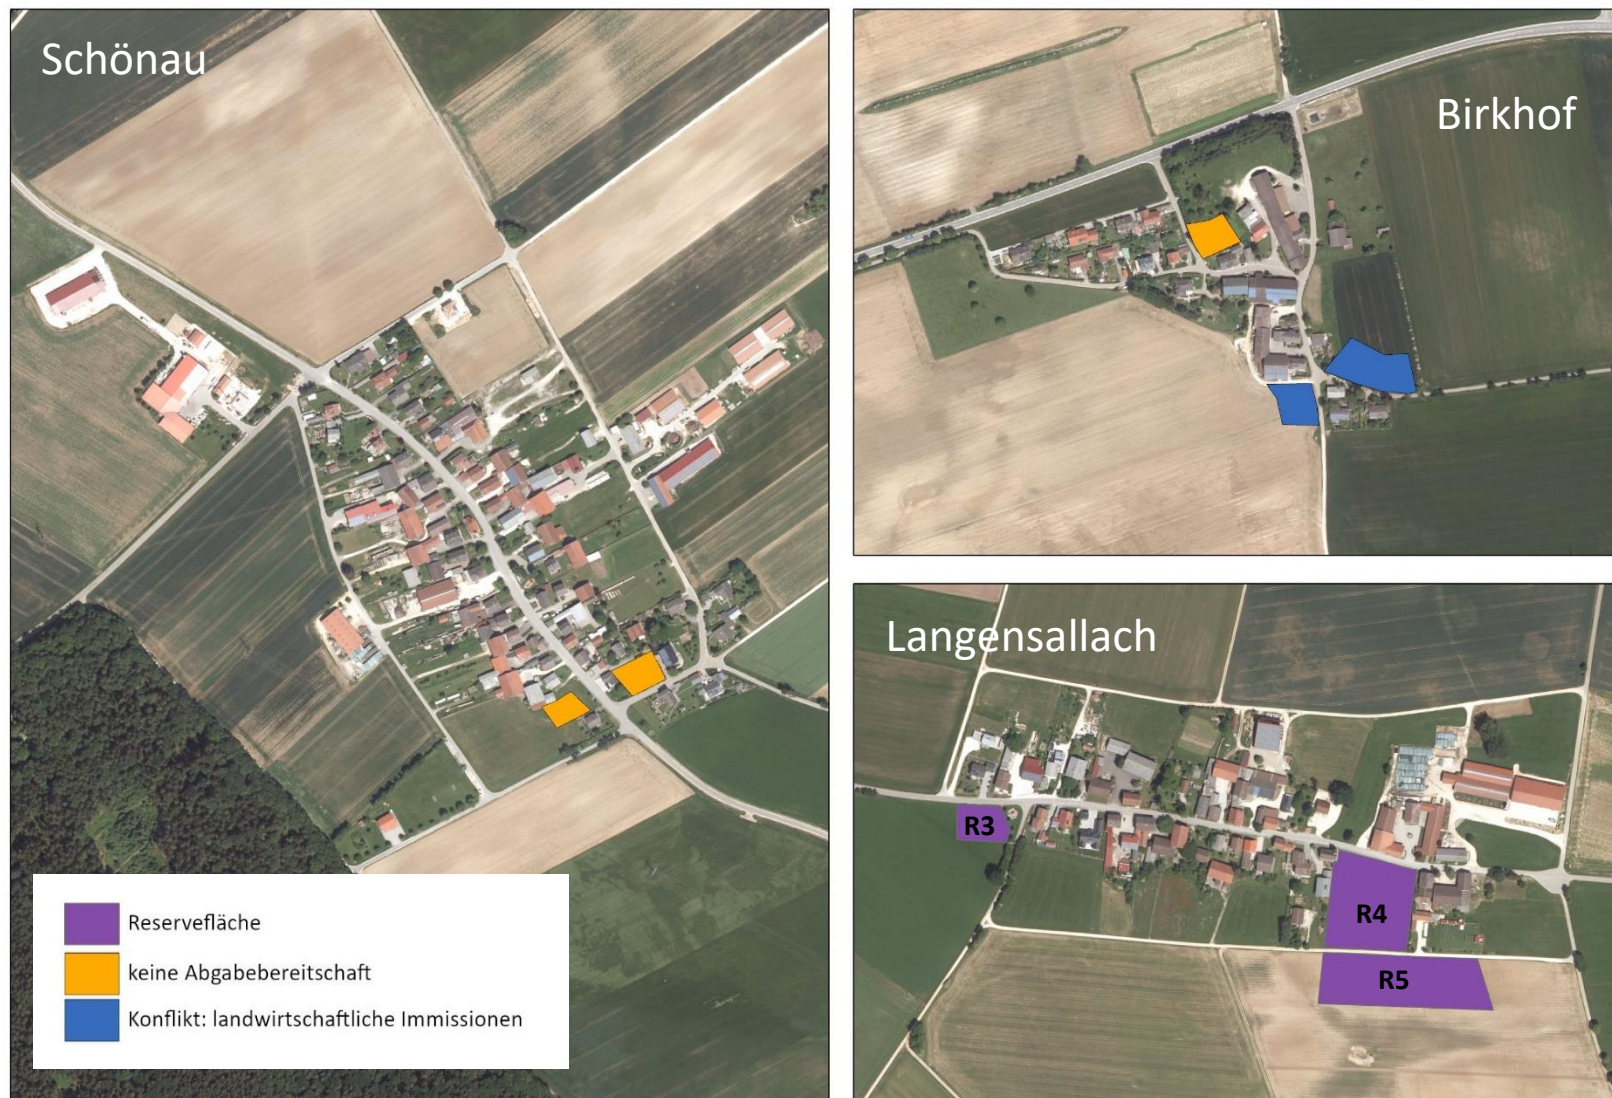 Schönau
Birkhof
Langensallach
R3
R4
R5
Reservefläche
keine Abgabebereitschaft
Konflikt: landwirtschaftliche Immissionen